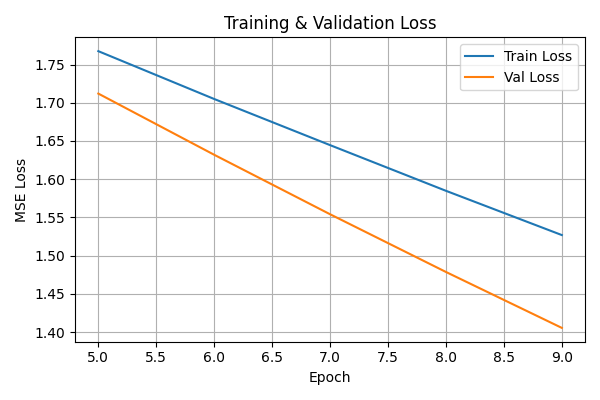 Training & Validation Loss
Train Loss
Val Loss
MSE Loss
1.75
1.70
1.65
1.60
1.55
1.50
1.45
1.40
5.0 5.5 6.0 6.5 7.0 7.5 8.0 8.5 9.0
Epoch